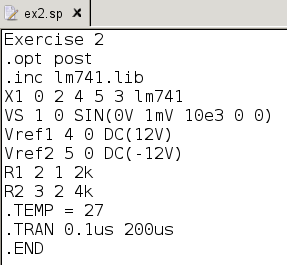 ex2.sp
Exercise 2
.opt post
.inc lm741.lib
X1 0 2 4 5 3 lm741
VS 1 0 SIN(0V 1mV 10e3 0 0)
Vref1 4 0 DC(12V)
Vref2 5 0 DC(-12V)
R1 2 1 2k
R2 3 2 4k
.TEMP = 27
.TRAN 0.1us 200us
.END